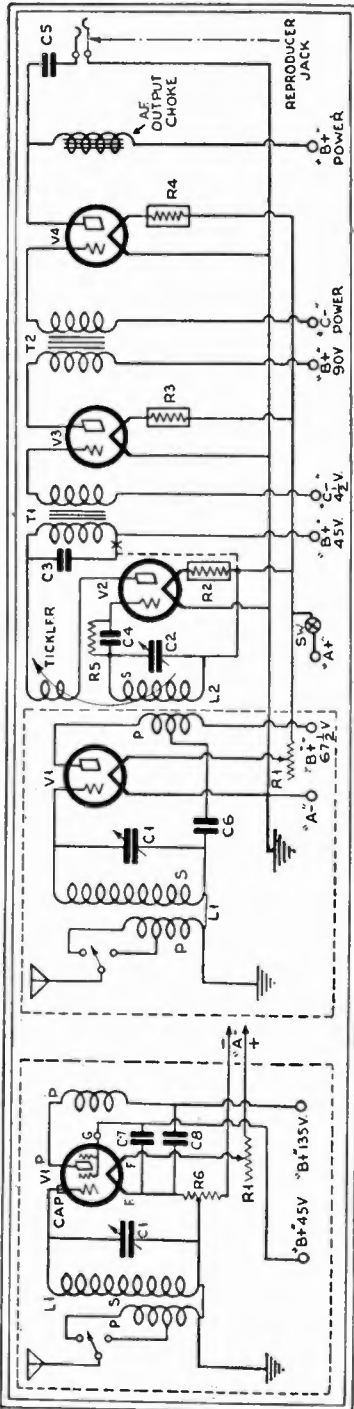 L1
P
S
C1
CAP
V1
P
G
F
F
C7
C8
R6
R1
P
"A"
-
+
"B+" 45V
"B+" 135V
L1
P
S
C1
V1
C6
P
R1
"A-"
"B+" 67½V
TICKLER
S
L2
R5
C4
C2
V2
R2
C3
X
SW
"A+"
T1
"B+" 45V
"C-" 4½V.
V3
R3
T2
"B+" 90V
"C-" POWER
V4
R4
A.F. OUTPUT CHOKE
"B+" POWER
C5
REPRODUCER
JACK